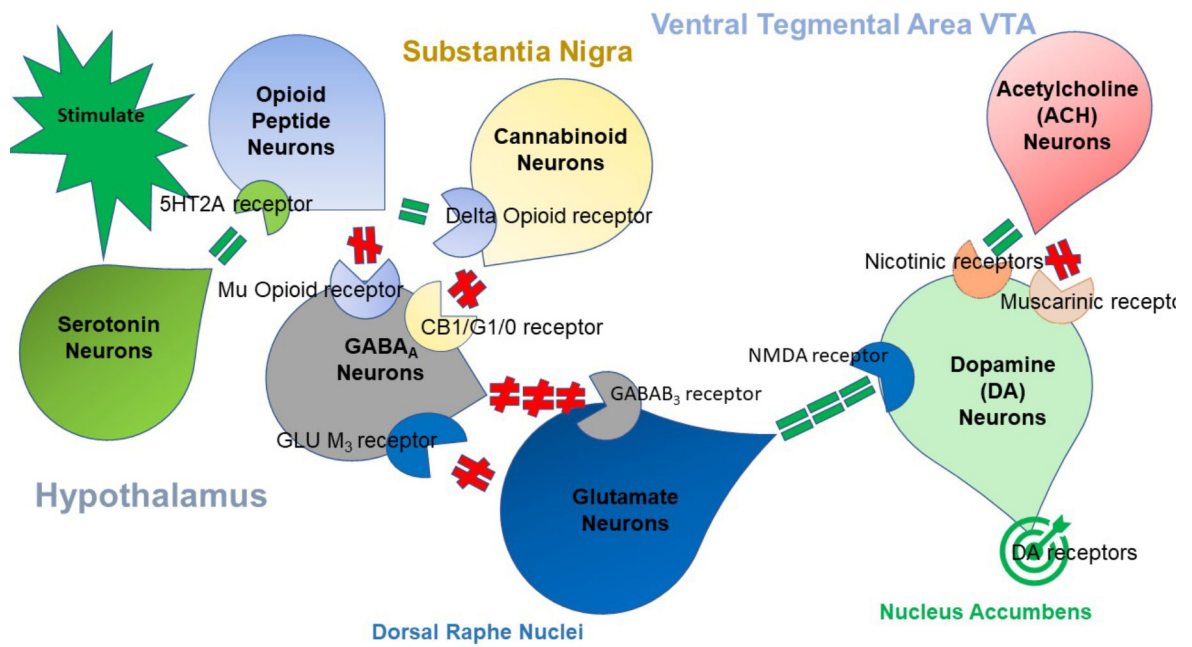 Ventral Tegmental Area VTA
Substantia Nigra
Stimulate
Opioid
Peptide
Neurons
Cannabinoid
Neurons
Acetylcholine
(ACH)
Neurons
5HT2A receptor
Delta Opioid receptor
Nicotinic receptors
Mu Opioid receptor
Muscarinic recepto
CB1/G1/0 receptor
Serotonin
Neurons
GABAA
Neurons
NMDA receptor
Dopamine
(DA)
Neurons
GABAB3 receptor
GLU M3 receptor
Hypothalamus
Glutamate
Neurons
DA receptors
Nucleus Accumbens
Dorsal Raphe Nuclei